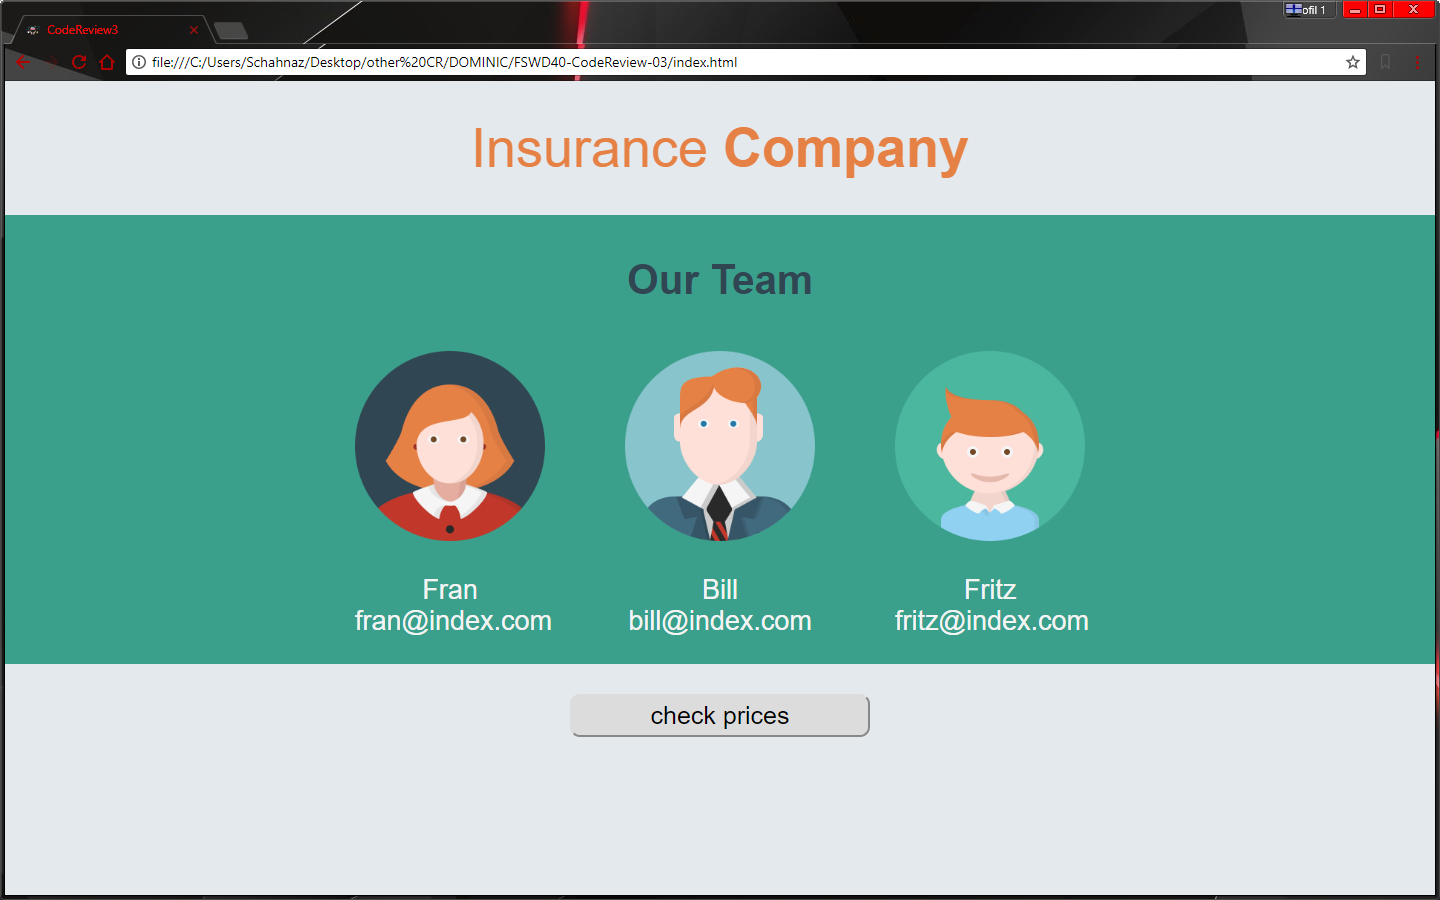 ofil 1
CodeReview3
file:///C:/Users/Schahnaz/Desktop/other%20CR/DOMINIC/FSWD40-CodeReview-03/index.html
Insurance Company
Our Team
Fran Bill Fritz
fran@index.com bill@index.com fritz@index.com
check prices